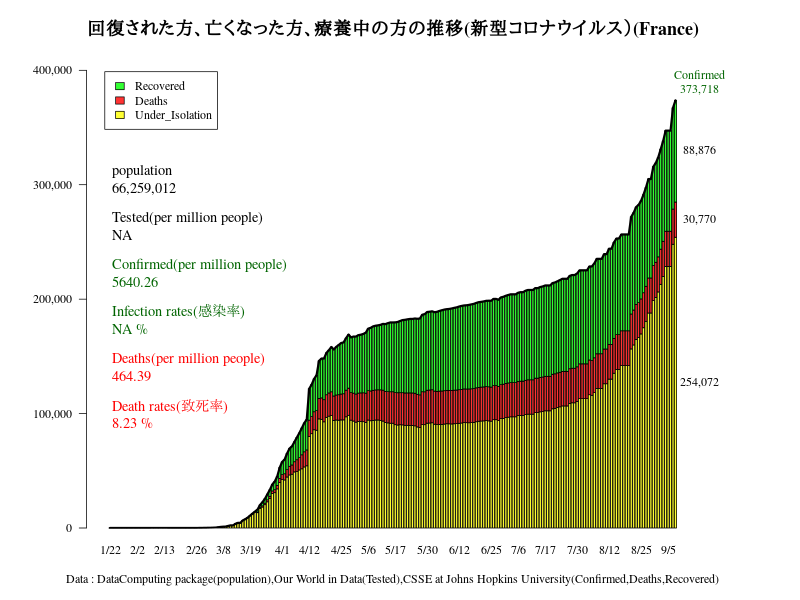 回復された方、亡くなった方、療養中の方の推移(新型コロナウイルス）(France)
400,000
300,000
200,000
100,000
0
Recovered
Deaths
Under_Isolation
population
66,259,012
Tested(per million people)
NA
Confirmed(per million people)
5640.26
Infection rates(感染率)
NA %
Deaths(per million people)
464.39
Death rates(致死率)
8.23 %
Confirmed
373,718
88,876
30,770
254,072
1/22 2/2 2/13 2/26 3/8 3/19 4/1 4/12 4/25 5/6 5/17 5/30 6/12 6/25 7/6 7/17 7/30 8/12 8/25 9/5
Data : DataComputing package(population),Our World in Data(Tested),CSSE at Johns Hopkins University(Confirmed,Deaths,Recovered)